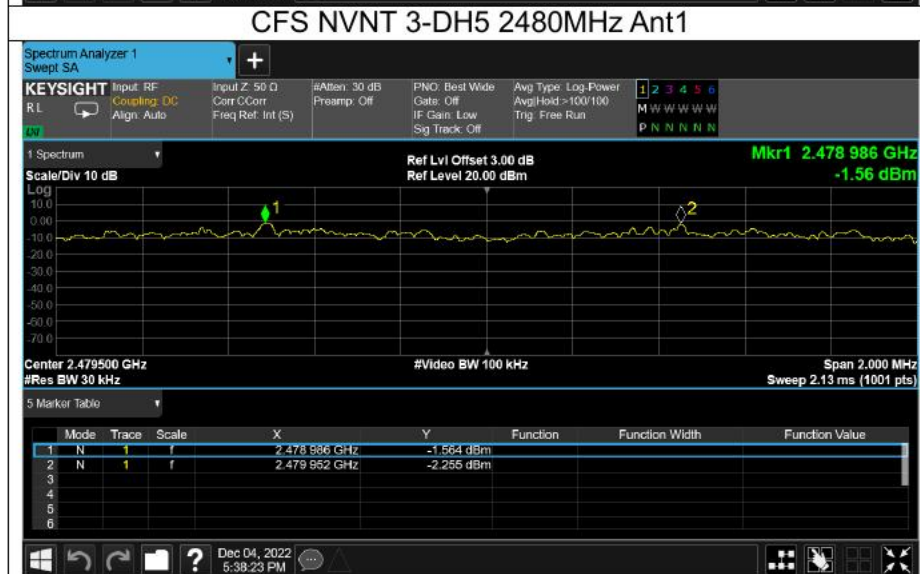 CFS NVNT 3-DH5 2480MHz Ant1
Spectrum Analyzer 1
Swept SA
+
KEYSIGHT Input: RF Input Z: 50 Ω #Atten: 30 dB PNO: Best Wide Avg Type: Log-Power 1 2 3 4 5 6
RL Coupling: DC Corr CCorr Preamp: Off Gate: Off Avg|Hold:>100/100 M W W W W W
Align: Auto Freq Ref: Int (S) IF Gain: Low Trig: Free Run
Sig Track: Off P N N N N N
1 Spectrum Ref Lvl Offset 3.00 dB Mkr1 2.478 986 GHz
Scale/Div 10 dB Ref Level 20.00 dBm -1.56 dBm
Log
10.0
0.00
-10.0
-20.0
-30.0
-40.0
-50.0
-60.0
-70.0
1
2
Center 2.479500 GHz #Video BW 100 kHz Span 2.000 MHz
#Res BW 30 kHz Sweep 2.13 ms (1001 pts)
5 Marker Table
Mode Trace Scale X Y Function Function Width Function Value
1 N 1 f 2.478 986 GHz -1.564 dBm
2 N 1 f 2.479 952 GHz -2.255 dBm
3
4
5
6
? Dec 04, 2022
5:38:23 PM